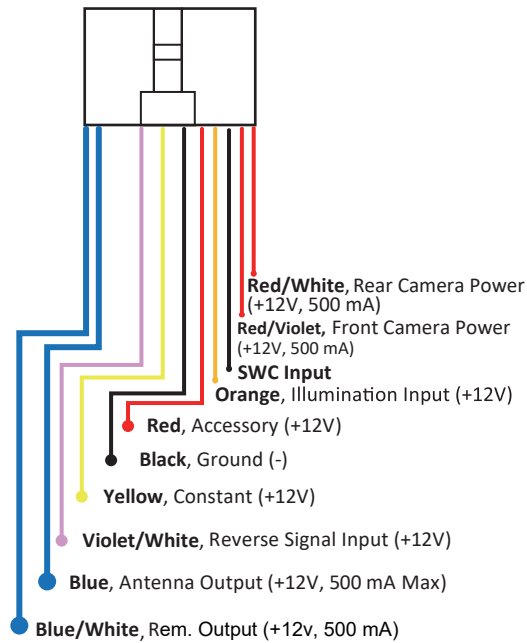 Red/White, Rear Camera Power
(+12V, 500 mA)
Red/Violet, Front Camera Power
(+12V, 500 mA)
SWC Input
Orange, Illumination Input (+12V)
Red, Accessory (+12V)
Black, Ground (-)
Yellow, Constant (+12V)
Violet/White, Reverse Signal Input (+12V)
Blue, Antenna Output (+12V, 500 mA Max)
Blue/White, Rem. Output (+12v, 500 mA)